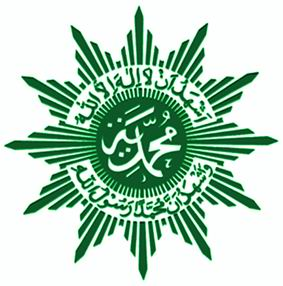 أشهد أن لا إله إلا الله
محمدية
وأشهد أن محمدا رسول الله